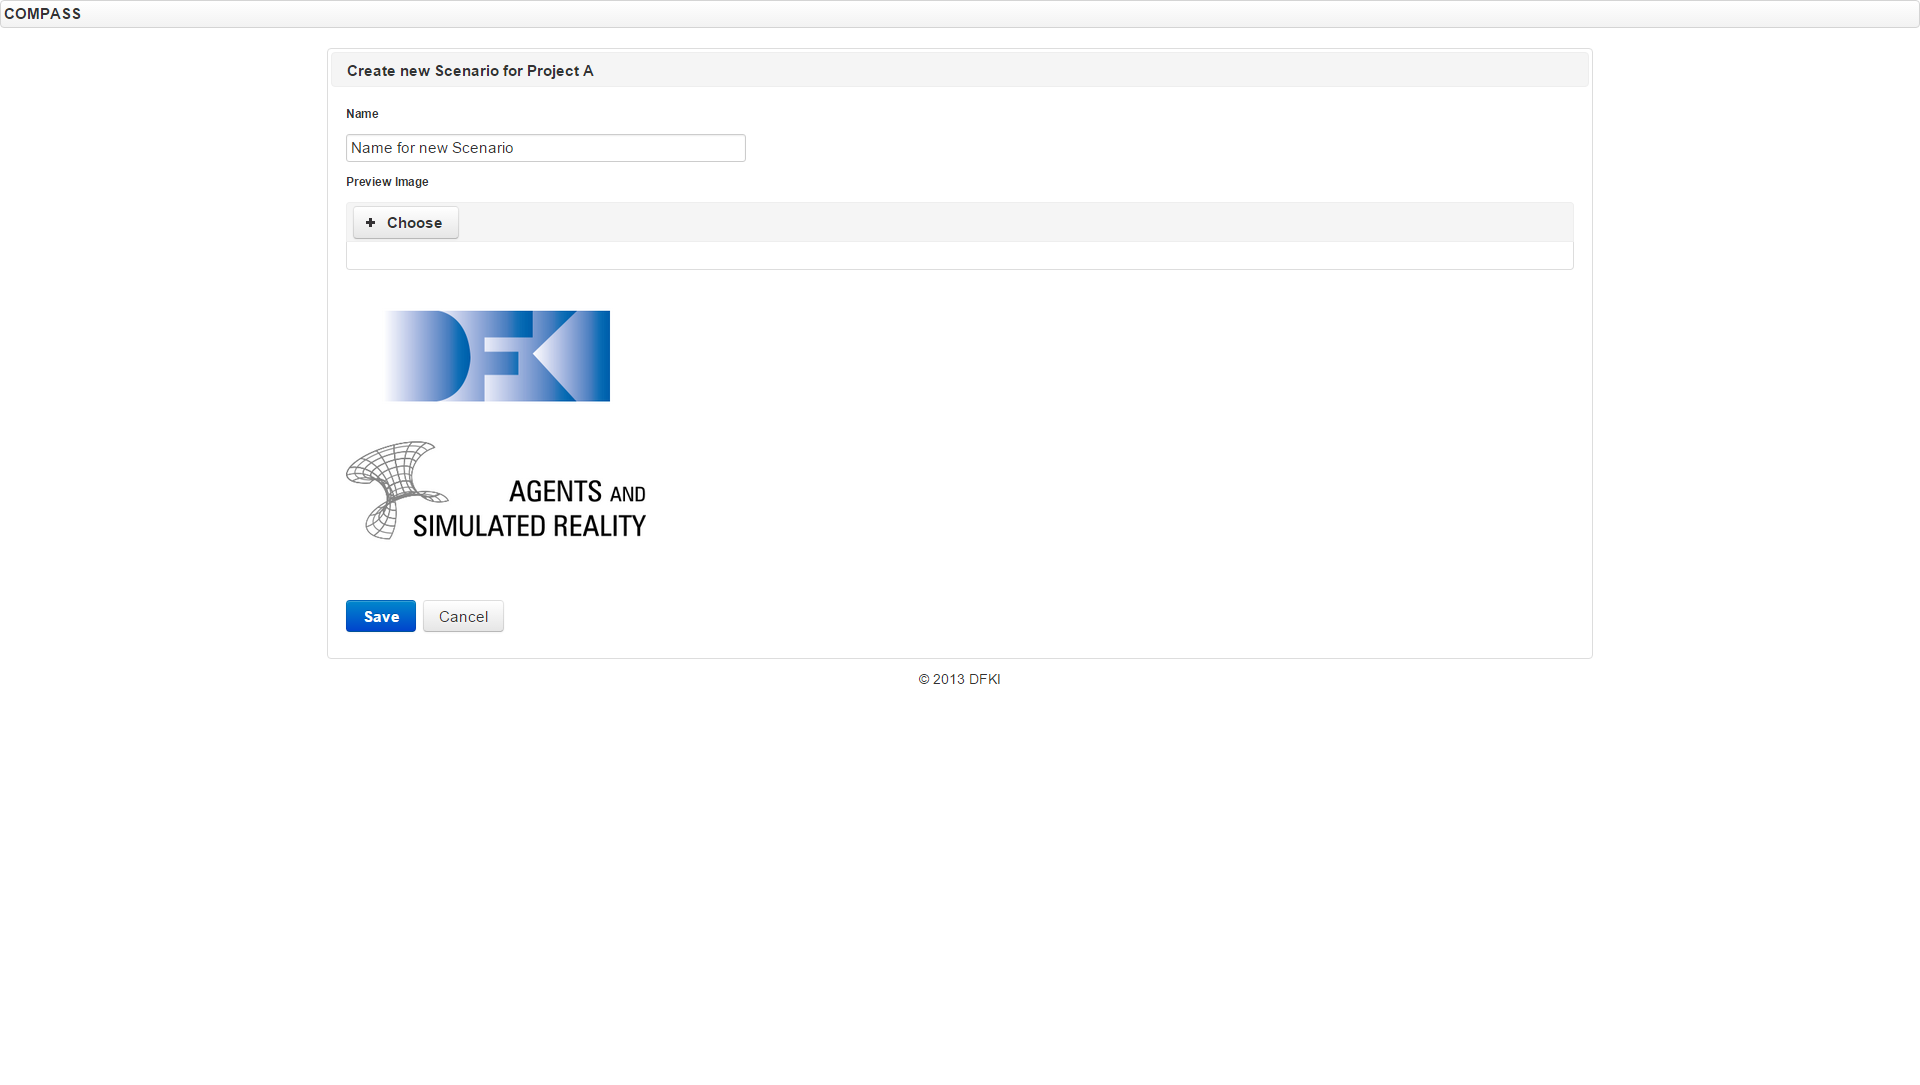 COMPASS
Create new Scenario for Project A
Name
Name for new Scenario
Preview Image
Choose
DFKI
AGENTS AND
SIMULATED REALITY
Save Cancel
© 2013 DFKI